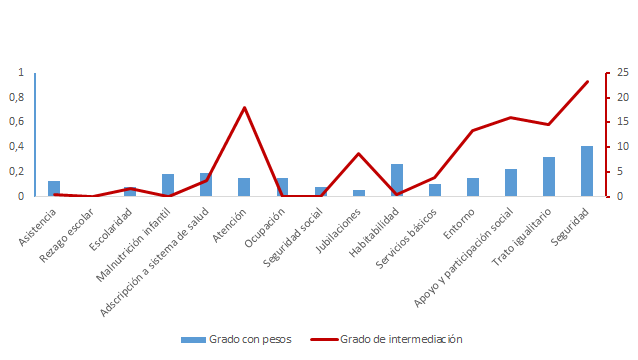 1
0,8
0,6
0,4
0,2
0
25
20
15
10
5
0
Asistencia
Rezago escolar
Escolaridad
Malnutrición infantil
Adscripción a sistema de salud
Atención
Ocupación
Seguridad social
Jubilaciones
Habitabilidad
Servicios básicos
Entorno
Apoyo y participación social
Trato igualitario
Seguridad
Grado con pesos
Grado de intermediación